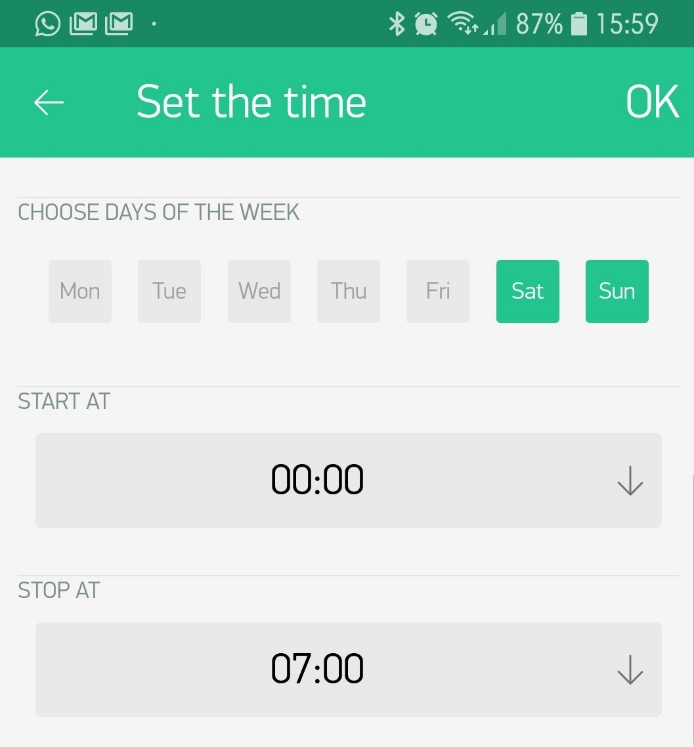 87% 15:59
Set the time OK
CHOOSE DAYS OF THE WEEK
Mon Tue Wed Thu Fri Sat Sun
START AT
00:00
STOP AT
07:00